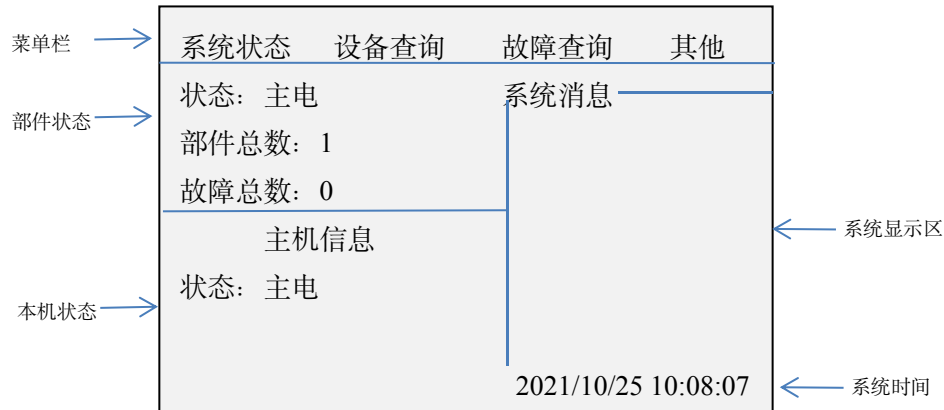 菜单栏
系统状态 设备查询 故障查询 其他
状态：主电
系统消息
部件状态
部件总数：1
故障总数：0
系统显示区
主机信息
状态：主电
本机状态
2021/10/25 10:08:07
系统时间